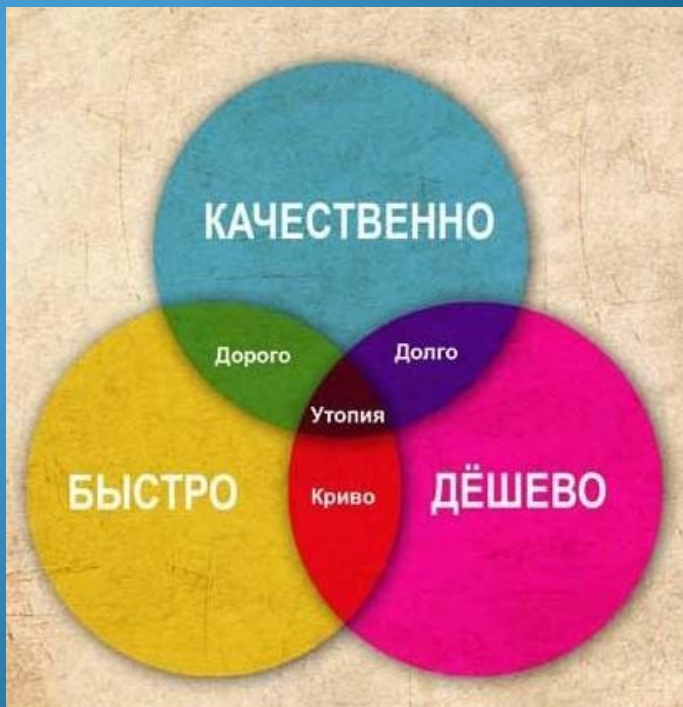 КАЧЕСТВЕННО
Дорого
Долго
Утопия
БЫСТРО
Криво
ДЁШЕВО